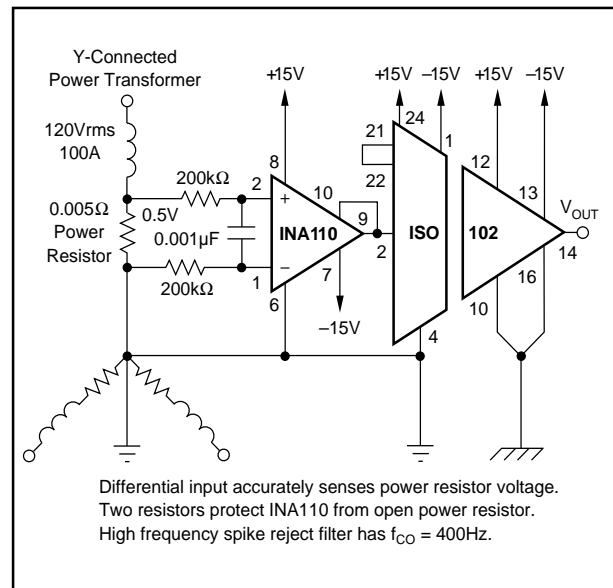 Y-Connected
Power Transformer
+15V
+15V
–15V
+15V
–15V
120Vrms
100A
24
21
1
22
200kΩ
8
2
10
9
12
13
VOUT
0.005Ω
Power
Resistor
0.5V
0.001µF
+
INA110
–
2
ISO
102
14
200kΩ
1
6
7
–15V
4
10
16
Differential input accurately senses power resistor voltage.
Two resistors protect INA110 from open power resistor.
High frequency spike reject filter has fCO = 400Hz.